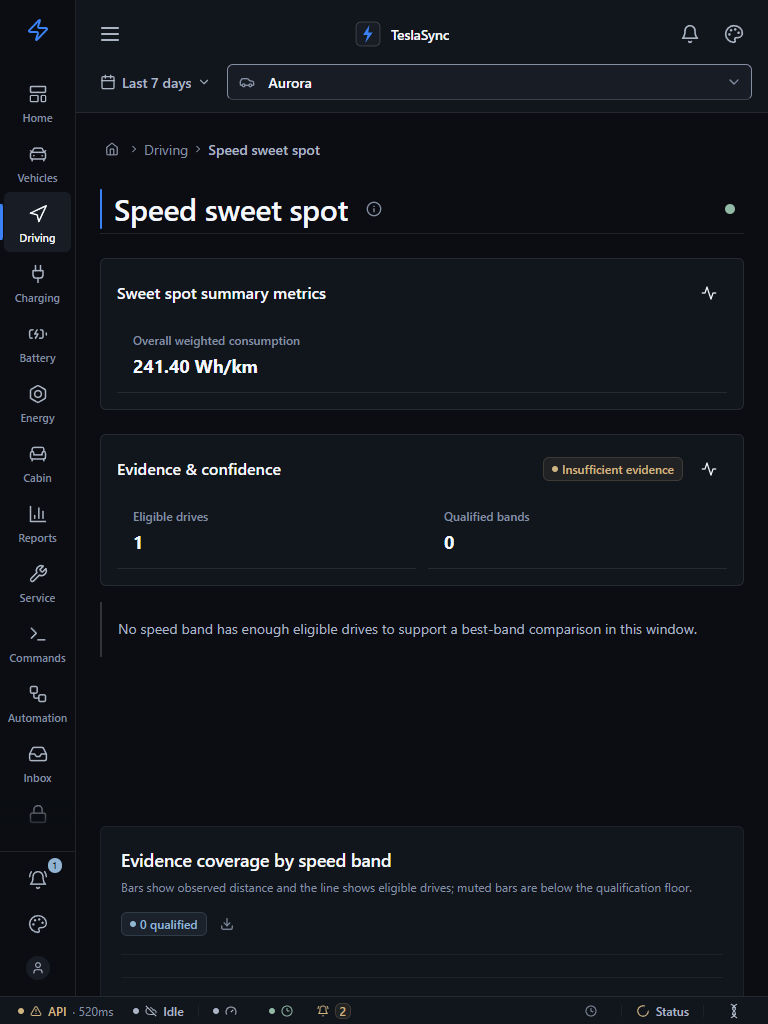 TeslaSync
Last 7 days
Aurora
Home
Vehicles
Driving
Charging
Battery
Energy
Cabin
Reports
Service
Commands
Automation
Inbox
1
Driving
Speed sweet spot
Speed sweet spot
Sweet spot summary metrics
Overall weighted consumption
241.40 Wh/km
Evidence & confidence
Insufficient evidence
Eligible drives
1
Qualified bands
0
No speed band has enough eligible drives to support a best-band comparison in this window.
Evidence coverage by speed band
Bars show observed distance and the line shows eligible drives; muted bars are below the qualification floor.
0 qualified
API · 520ms
Idle
2
Status